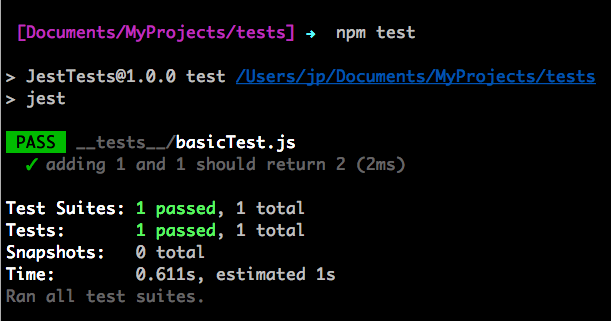 [Documents/MyProjects/tests] → npm test
> JestTests@1.0.0 test /Users/jp/Documents/MyProjects/tests
> jest
PASS __tests__/basicTest.js
✓ adding 1 and 1 should return 2 (2ms)
Test Suites: 1 passed, 1 total
Tests: 1 passed, 1 total
Snapshots: 0 total
Time: 0.611s, estimated 1s
Ran all test suites.